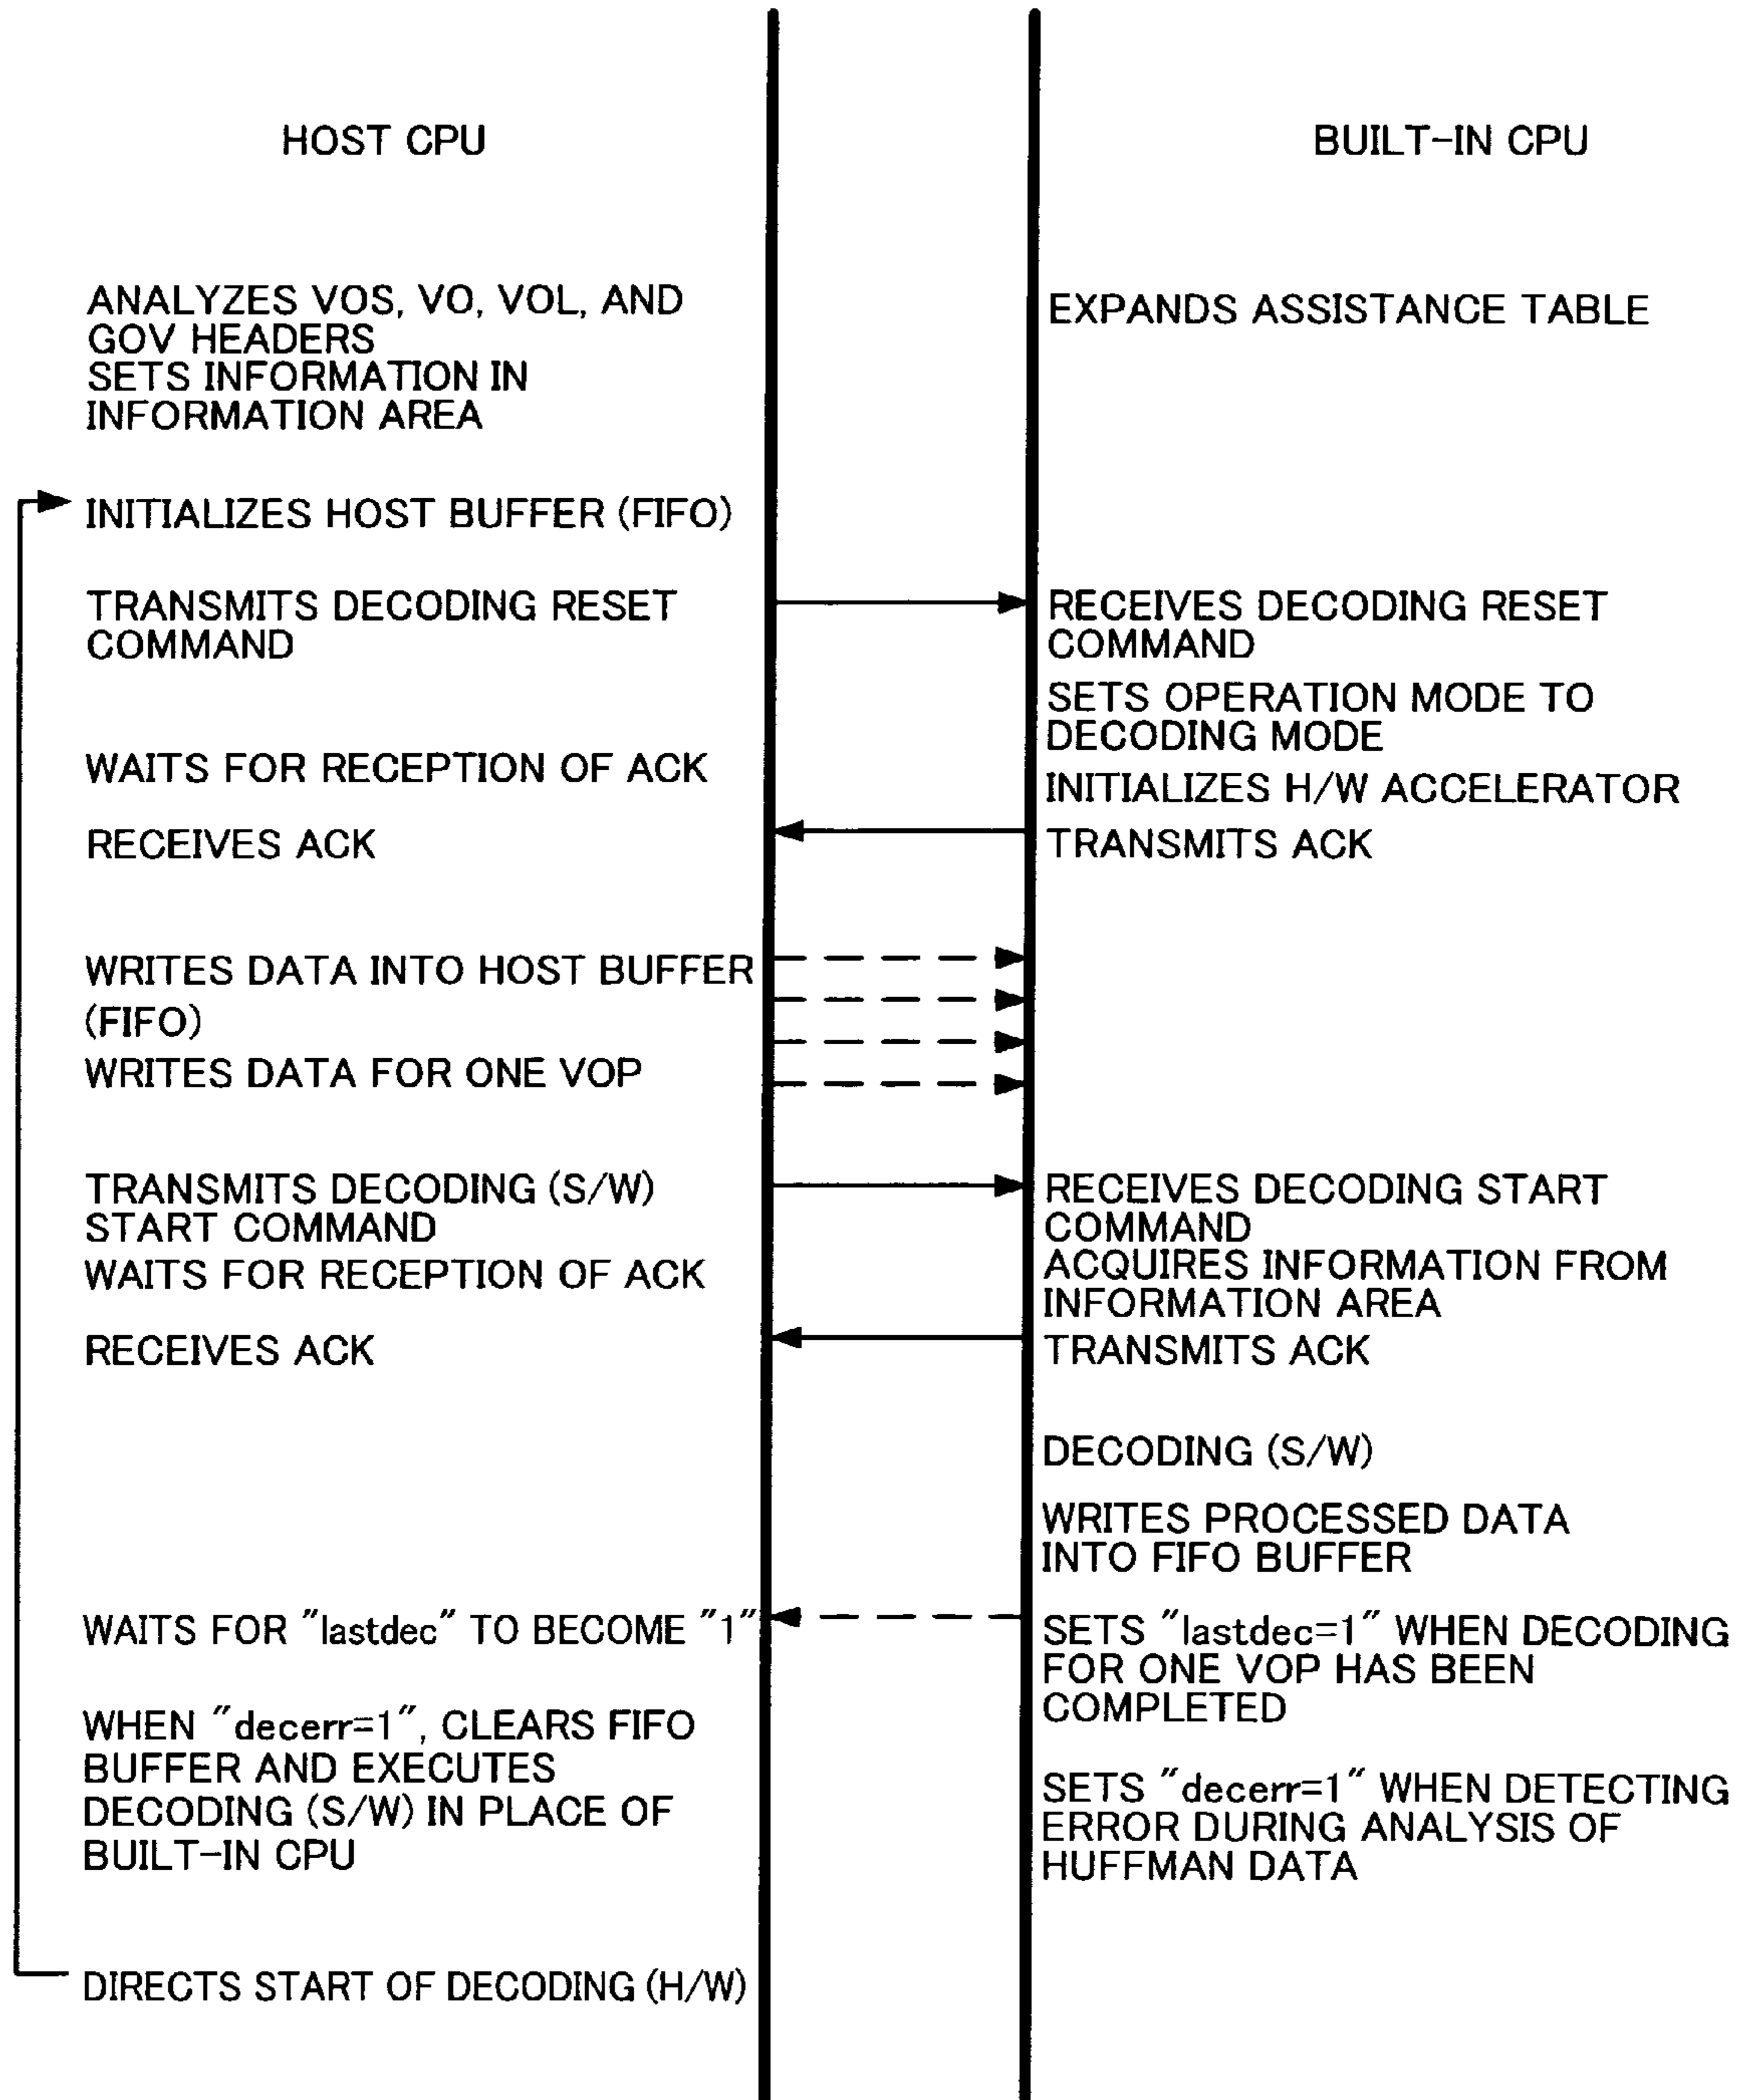 HOST CPU
BUILT-IN CPU
ANALYZES VOS, VO, VOL, AND
GOV HEADERS
SETS INFORMATION IN
INFORMATION AREA
EXPANDS ASSISTANCE TABLE
INITIALIZES HOST BUFFER (FIFO)
TRANSMITS DECODING RESET
COMMAND
RECEIVES DECODING RESET
COMMAND
SETS OPERATION MODE TO
DECODING MODE
WAITS FOR RECEPTION OF ACK
INITIALIZES H/W ACCELERATOR
RECEIVES ACK
TRANSMITS ACK
WRITES DATA INTO HOST BUFFER
(FIFO)
WRITES DATA FOR ONE VOP
TRANSMITS DECODING (S/W)
START COMMAND
WAITS FOR RECEPTION OF ACK
RECEIVES DECODING START
COMMAND
ACQUIRES INFORMATION FROM
INFORMATION AREA
RECEIVES ACK
TRANSMITS ACK
DECODING (S/W)
WRITES PROCESSED DATA
INTO FIFO BUFFER
WAITS FOR "lastdec" TO BECOME "1"
SETS "lastdec=1" WHEN DECODING
FOR ONE VOP HAS BEEN
COMPLETED
WHEN "decerr=1", CLEARS FIFO
BUFFER AND EXECUTES
DECODING (S/W) IN PLACE OF
BUILT-IN CPU
SETS "decerr=1" WHEN DETECTING
ERROR DURING ANALYSIS OF
HUFFMAN DATA
DIRECTS START OF DECODING (H/W)